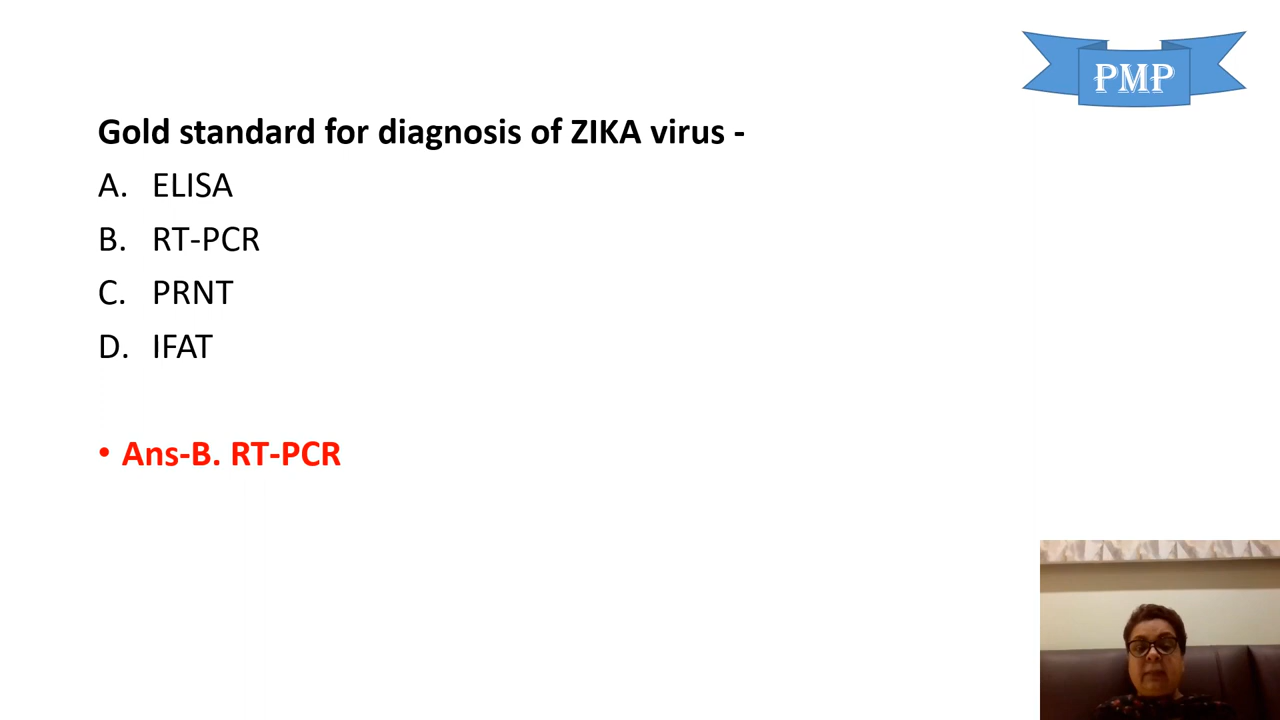 PMP
Gold standard for diagnosis of ZIKA virus -
A. ELISA
B. RT-PCR
C. PRNT
D. IFAT
• Ans-B. RT-PCR